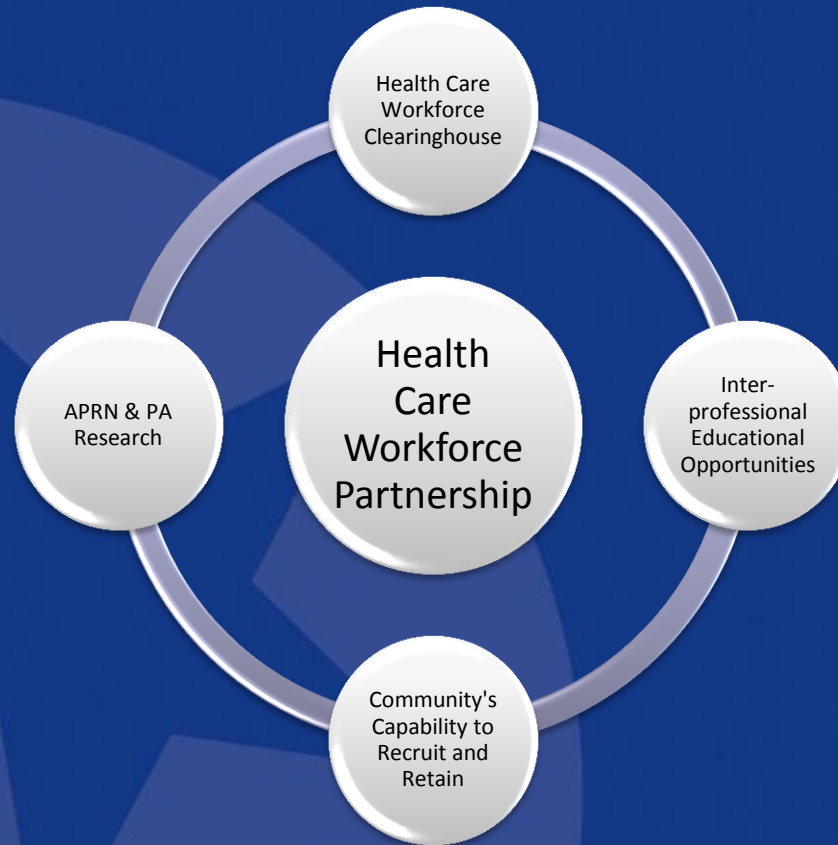 Health Care
Workforce
Clearinghouse
APRN & PA
Research
Health
Care
Workforce
Partnership
Inter-
professional
Educational
Opportunities
Community's
Capability to
Recruit and
Retain